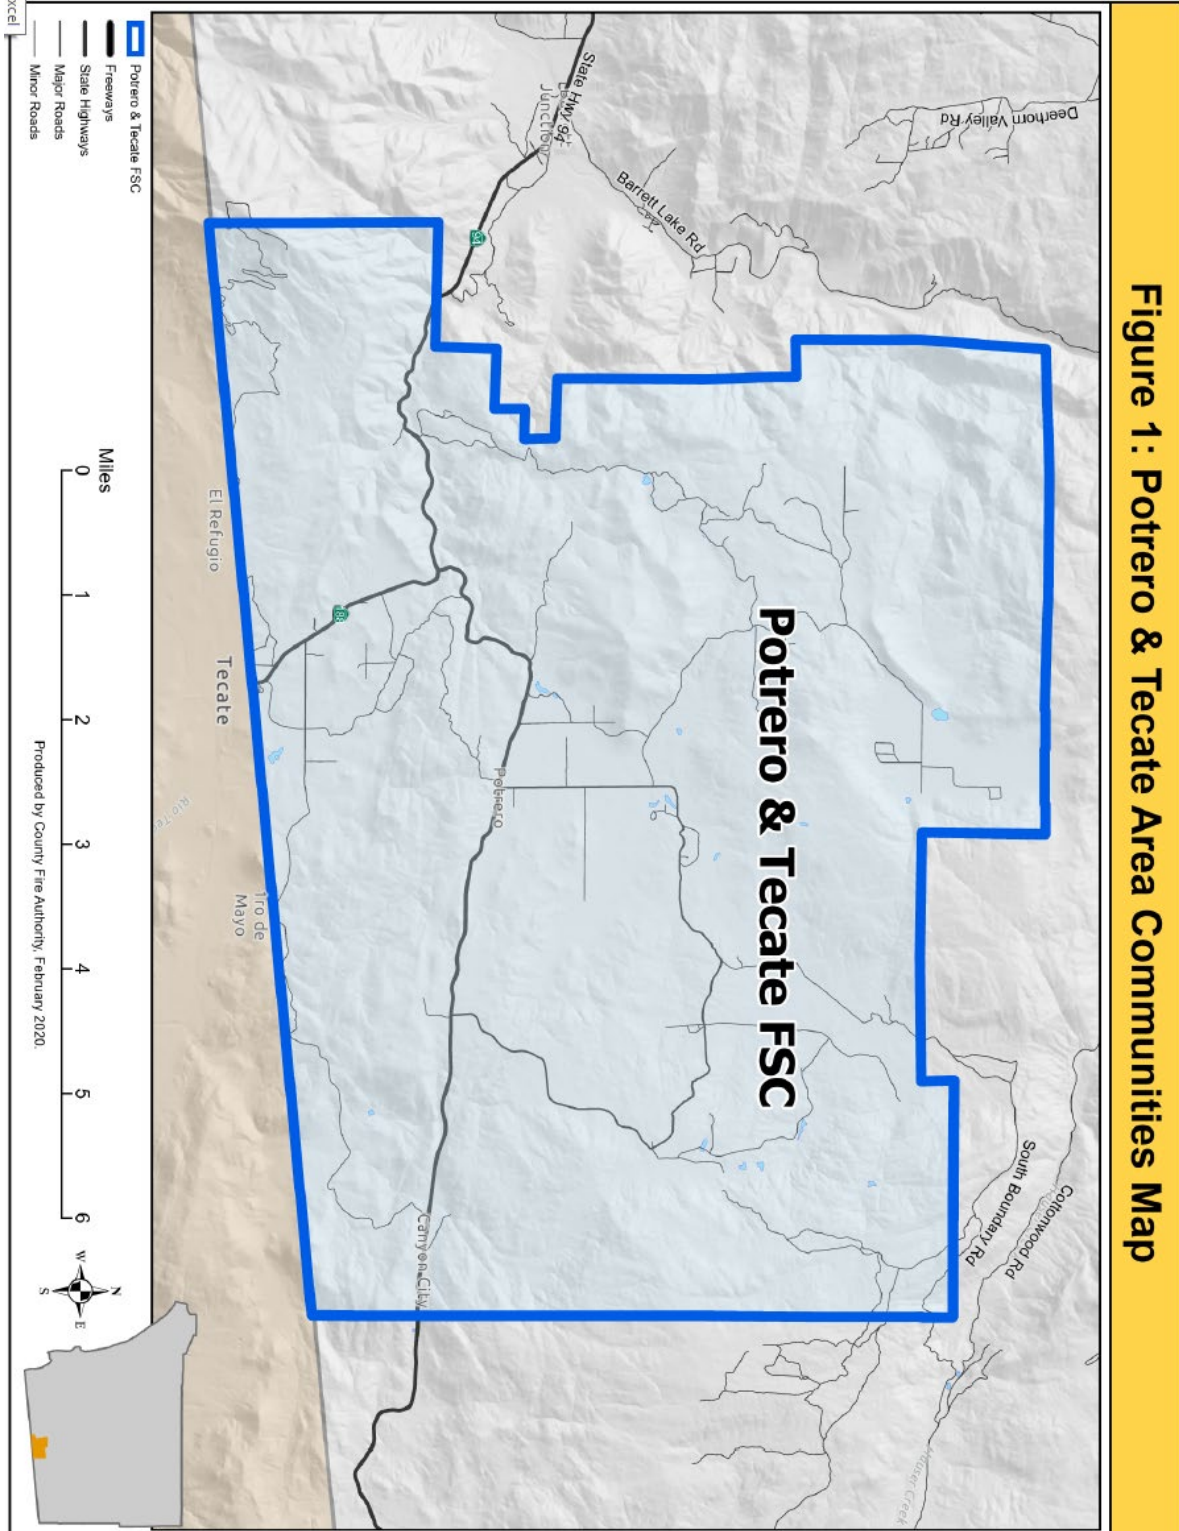 Figure 1: Potrero & Tecate Area Communities Map
Deerhorn Valley Rd
State Hwy 94
Junction
Barrett Lake Rd
94
Cottonwood Rd
South Boundary Rd
Potrero & Tecate FSC
Potrero
Canyon City
188
El Refugio
Tecate
1ro de
Mayo
Potrero & Tecate FSC
Freeways
State Highways
Major Roads
Minor Roads
Miles
0 1 2 3 4 5 6
Produced by County Fire Authority, February 2020.
N
W E
S